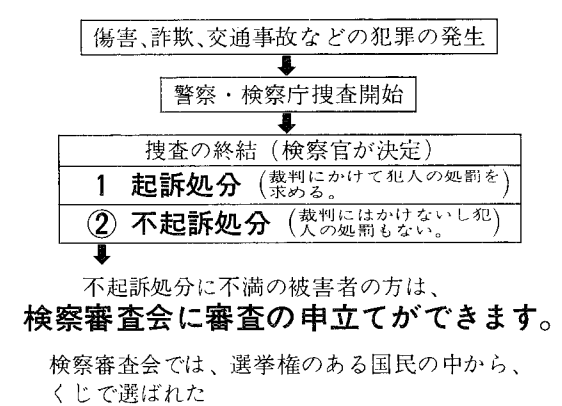 傷害、詐欺、交通事故などの犯罪の発生
警察・検察庁捜査開始
捜査の終結（検察官が決定）
1 起訴処分（裁判にかけて犯人の処罰を
求める。）
② 不起訴処分（裁判にはかけないし犯
人の処罰もない。）
不起訴処分に不満の被害者の方は、
検察審査会に審査の申立てができます。
検察審査会では、選挙権のある国民の中から、
くじで選ばれた